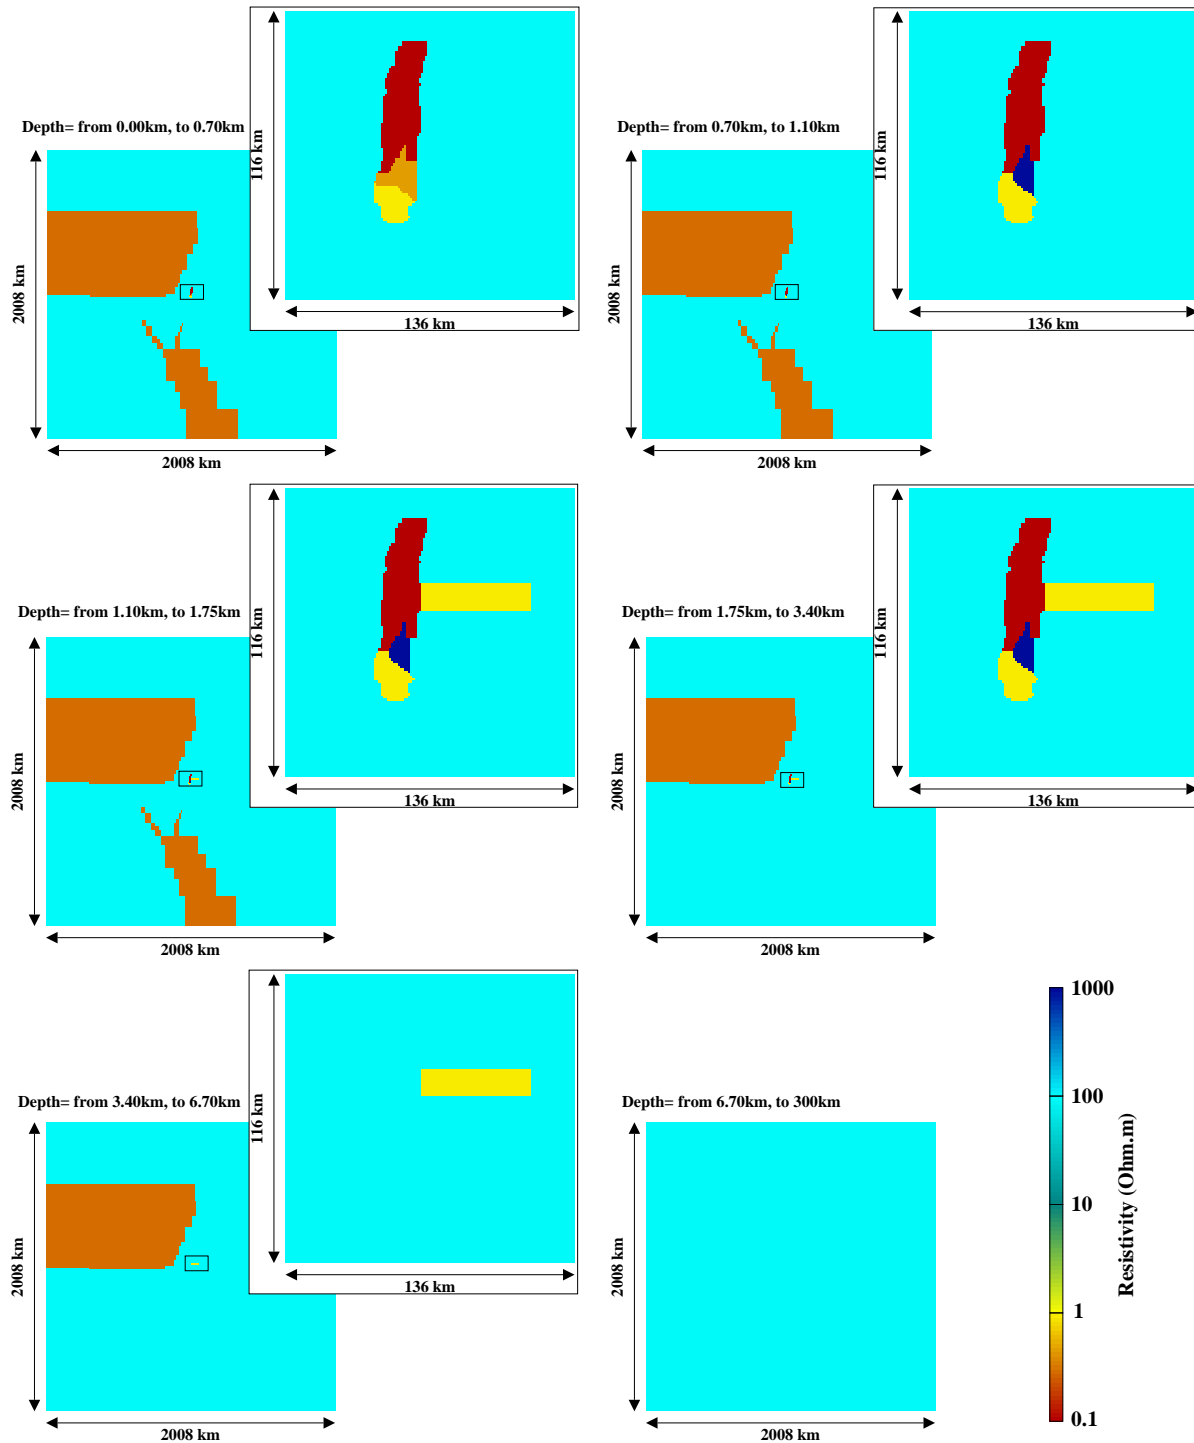 Depth= from 0.00km, to 0.70km
116 km
136 km
2008 km
2008 km
Depth= from 0.70km, to 1.10km
116 km
136 km
2008 km
2008 km
Depth= from 1.10km, to 1.75km
116 km
136 km
2008 km
2008 km
Depth= from 1.75km, to 3.40km
116 km
136 km
2008 km
2008 km
Depth= from 3.40km, to 6.70km
116 km
136 km
2008 km
2008 km
Depth= from 6.70km, to 300km
2008 km
2008 km
1000
100
10
1
0.1
Resistivity (Ohm.m)